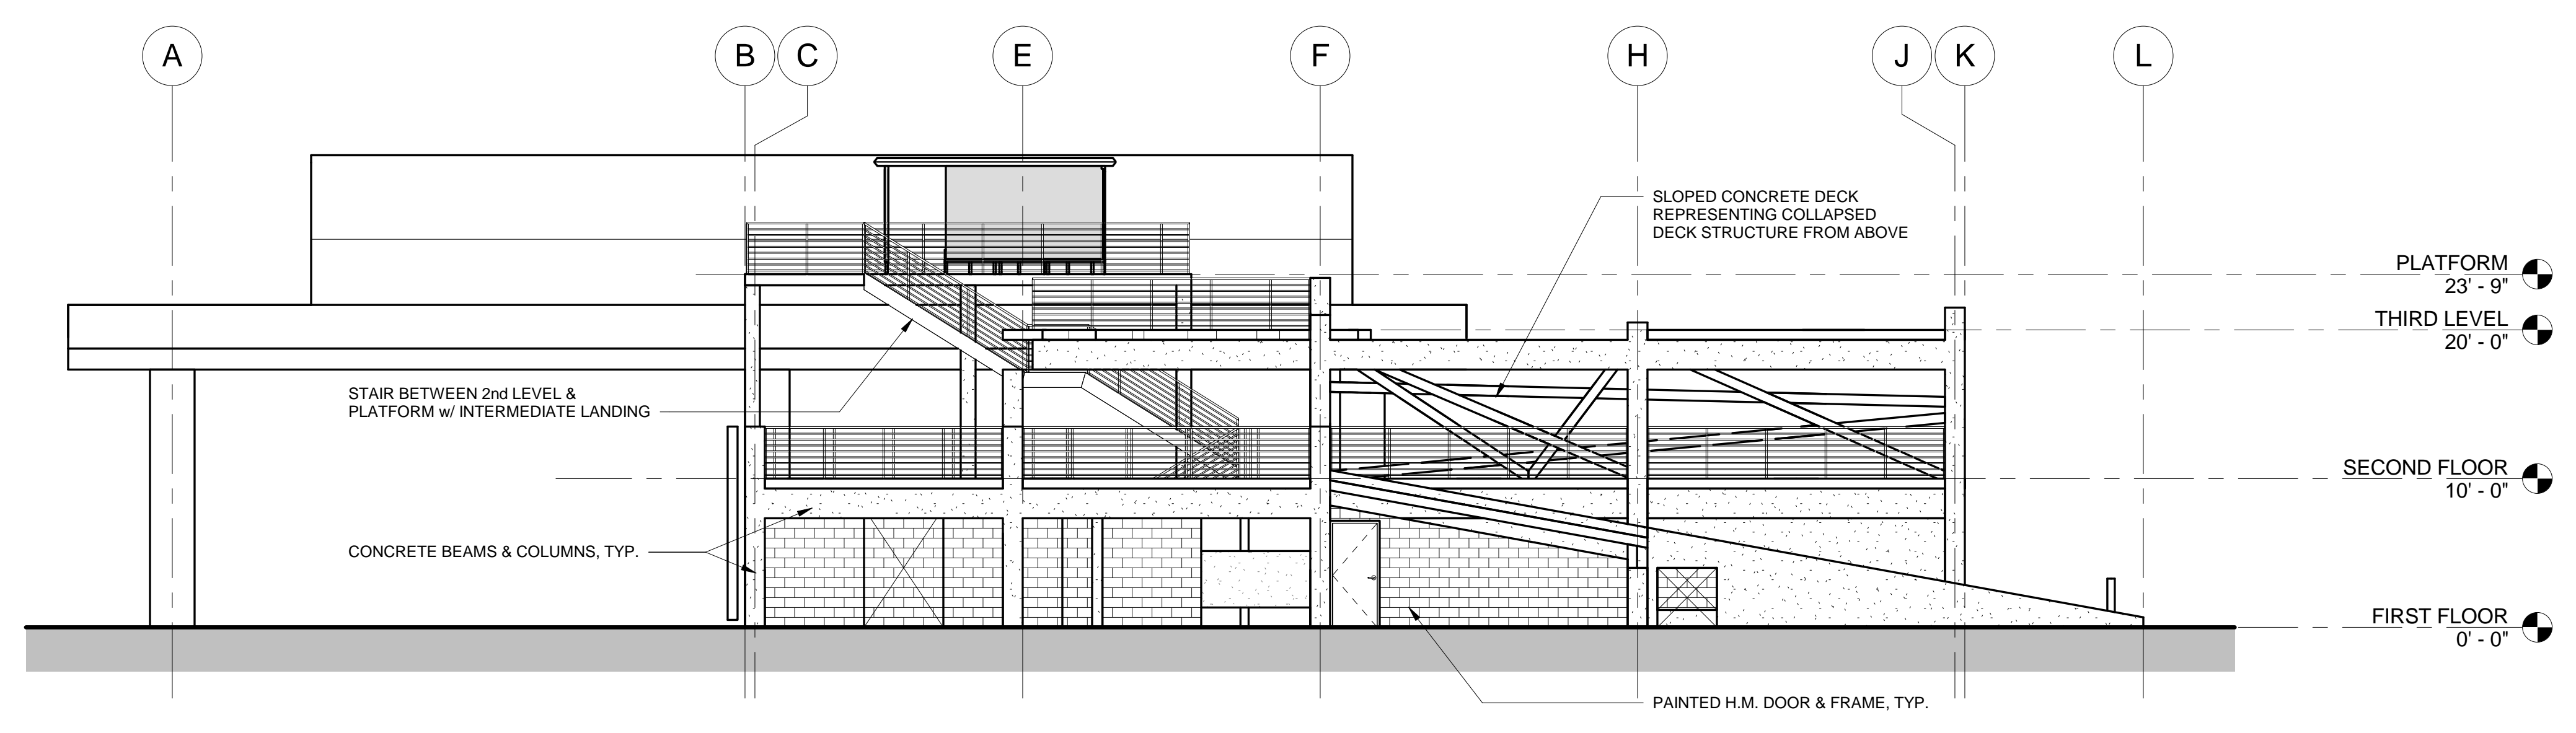 A B C E F H J K L
SLOPED CONCRETE DECK
REPRESENTING COLLAPSED
DECK STRUCTURE FROM ABOVE
PLATFORM
23' - 9"
THIRD LEVEL
20' - 0"
STAIR BETWEEN 2nd LEVEL &
PLATFORM w/ INTERMEDIATE LANDING
SECOND FLOOR
10' - 0"
CONCRETE BEAMS & COLUMNS, TYP.
FIRST FLOOR
0' - 0"
PAINTED H.M. DOOR & FRAME, TYP.